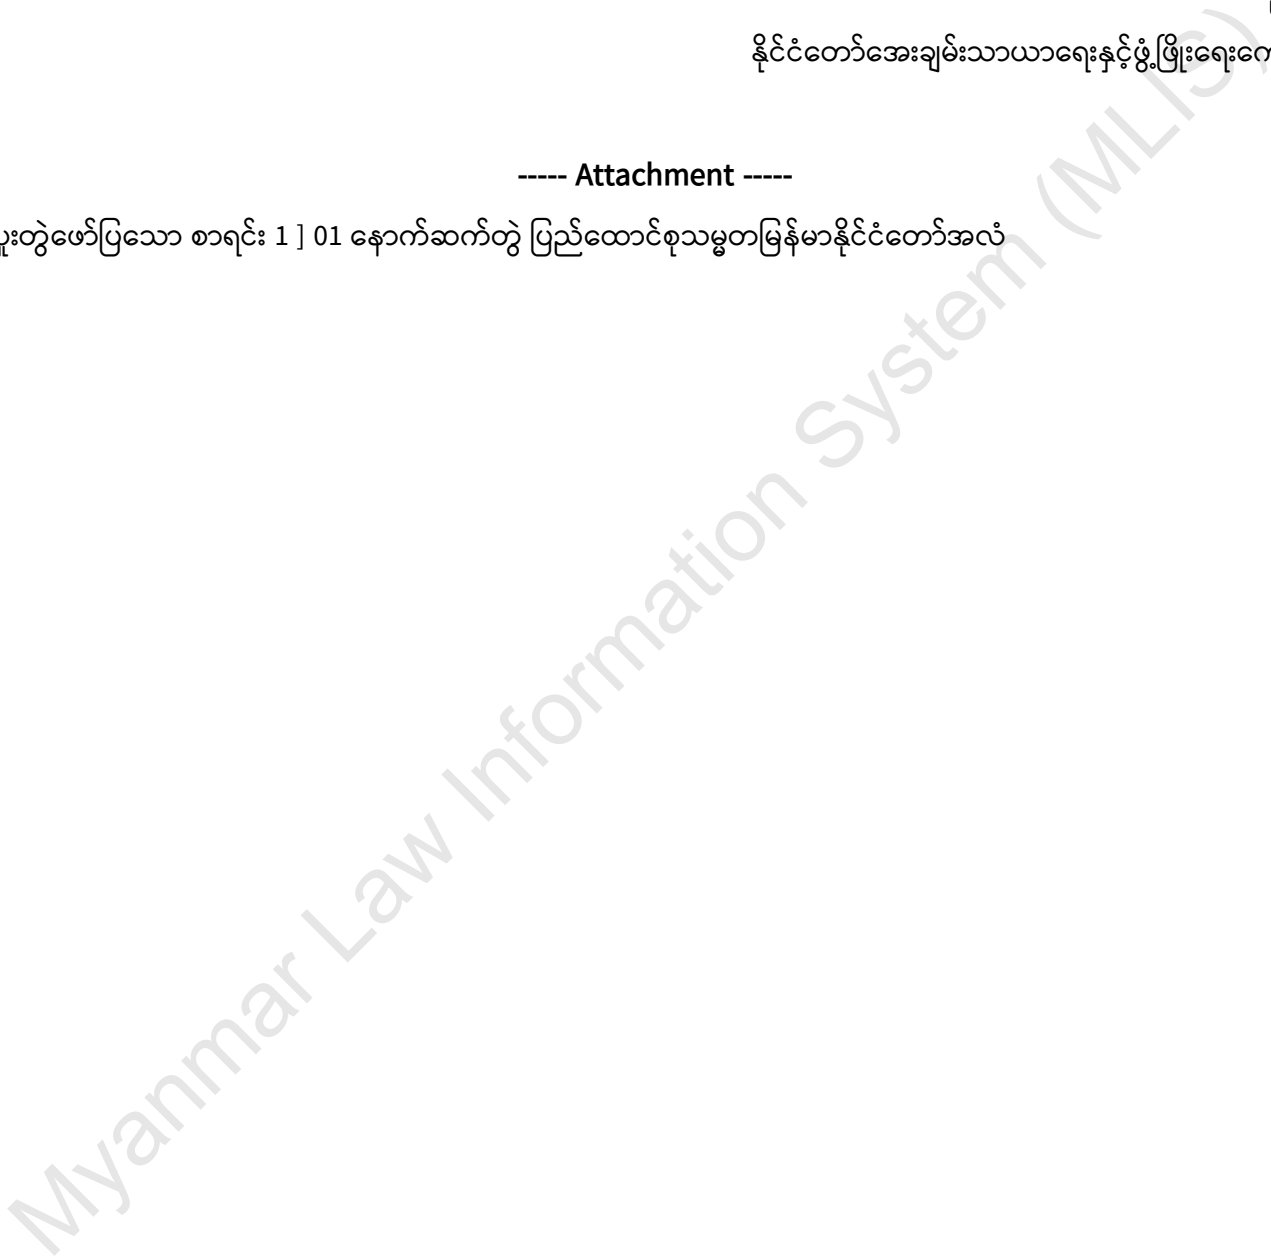 နိုင်ငံတော်အေးချမ်းသာယာရေးနှင့်ဖွံ့ဖြိုးရေး
----- Attachment -----
ပူးတွဲဖော်ပြသော စာရင်း 1 ] 01 နောက်ဆက်တွဲ ပြည်ထောင်စုသမ္မတမြန်မာနိုင်ငံတော်အလံ
Myanmar Law Information System (MLIS)